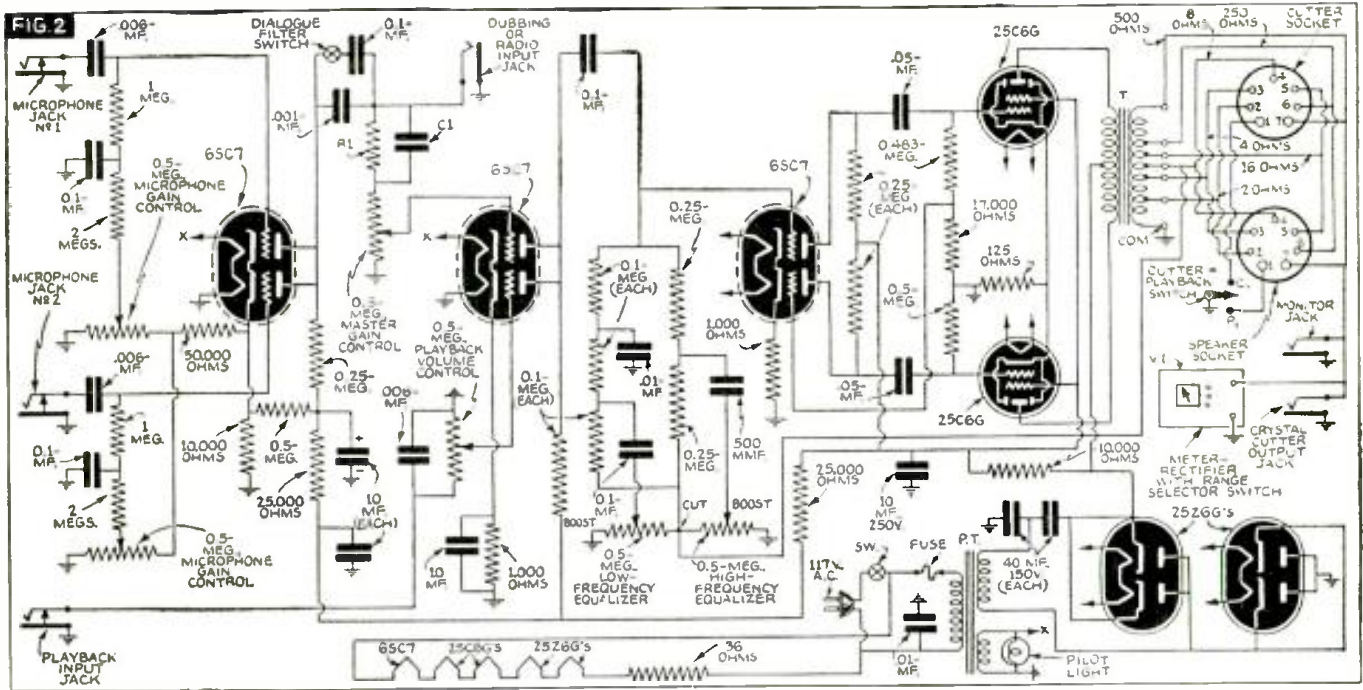 FIG. 2
.006-
MF.
MICROPHONE
JACK
Nº1
1
MEG.
0.1-
MF.
0.5-
MEG.
MICROPHONE
GAIN
CONTROL
2
MEGS.
MICROPHONE
JACK
Nº2
X
6SC7
50,000
OHMS
.006-
MF.
1
MEG.
0.1-
MF.
2
MEGS.
10,000
OHMS
0.5-
MEG.
0.5-
MEG.
MICROPHONE
GAIN
CONTROL
PLAYBACK
INPUT
JACK
DIALOGUE
FILTER
SWITCH
0.1-
MF.
.001
MF.
R1
C1
DUBBING
OR
RADIO
INPUT
JACK
MEG.
MASTER
GAIN
CONTROL
0.25-
MEG.
25,000
OHMS
+
10
MF.
(EACH)
6SC7
X
0.5-
MEG.
PLAYBACK
VOLUME
CONTROL
.006-
MF.
10
MF.
1,000
OHMS
0.1-
MF.
0.1-
MEG.
(EACH)
0.1-
MEG.
(EACH)
.01-
MF.
0.25-
MEG.
0.25-
MEG.
500
MMF.
0.1-
MF.
BOOST
CUT
BOOST
0.5-
MEG.
LOW-
FREQUENCY
EQUALIZER
0.5-MEG.
HIGH-
FREQUENCY
EQUALIZER
6SC7
1,000
OHMS
.05-
MF.
0.25
MEG
(EACH)
0.483-
MEG.
17,000
OHMS
125
OHMS
0.5-
MEG.
.05-
MF.
25C6G
25C6G
25,000
OHMS
10
MF.
250V.
10,000
OHMS
T
COM
500
OHMS
8
OHMS
250
OHMS
CUTTER
SOCKET
3
2
1
4
5
6
7
4 OHMS
16 OHMS
2 OHMS
CUTTER
PLAYBACK
SWITCH
SPEAKER
SOCKET
MONITOR
JACK
V.I.
CRYSTAL
CUTTER
OUTPUT
JACK
METER-
RECTIFIER
WITH RANGE
SELECTOR SWITCH
25Z6G'S
117V.
A.C.
SW.
FUSE
P.T.
40 MF.
150V.
(EACH)
.01-
MF.
X
PILOT
LIGHT
6SC7
25C6G'S
25Z6G'S
36
OHMS